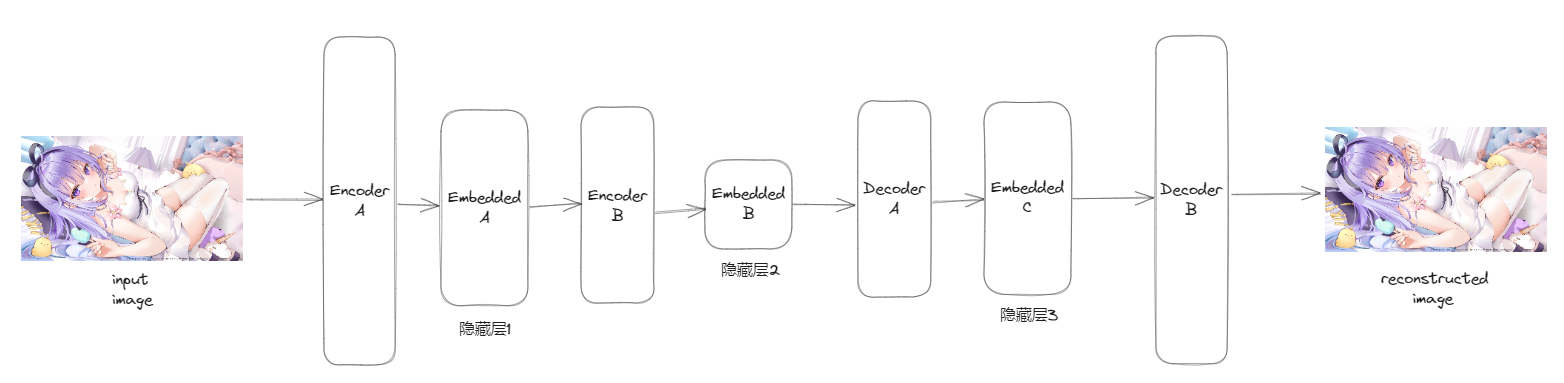 input
image
Encoder
A
Embedded
A
隐藏层1
Encoder
B
Embedded
B
隐藏层2
Decoder
A
Embedded
C
隐藏层3
Decoder
B
reconstructed
image